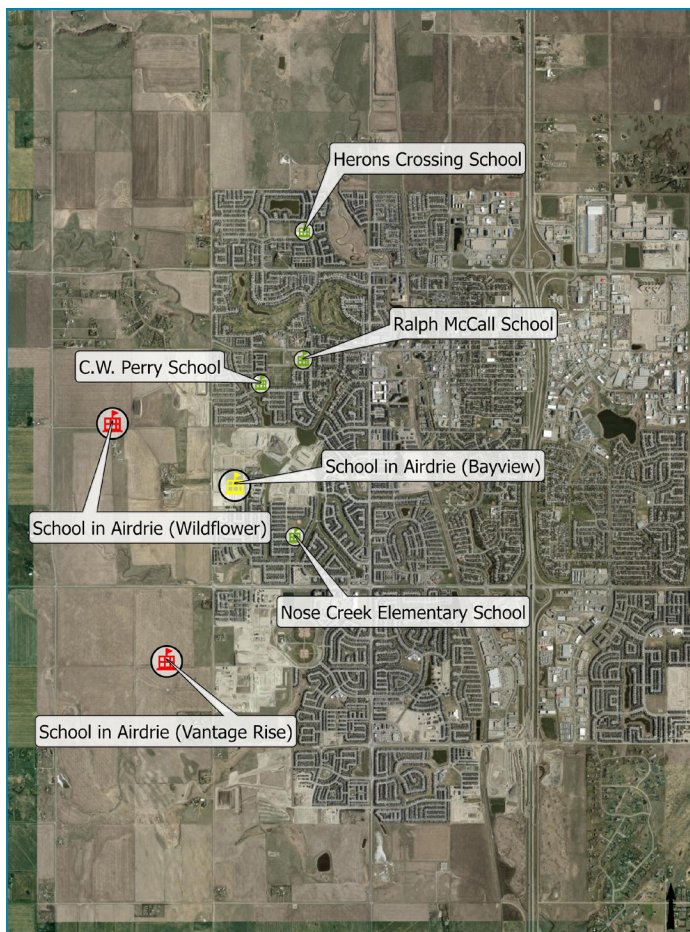 Herons Crossing School
Ralph McCall School
C.W. Perry School
School in Airdrie (Bayview)
School in Airdrie (Wildflower)
Nose Creek Elementary School
School in Airdrie (Vantage Rise)